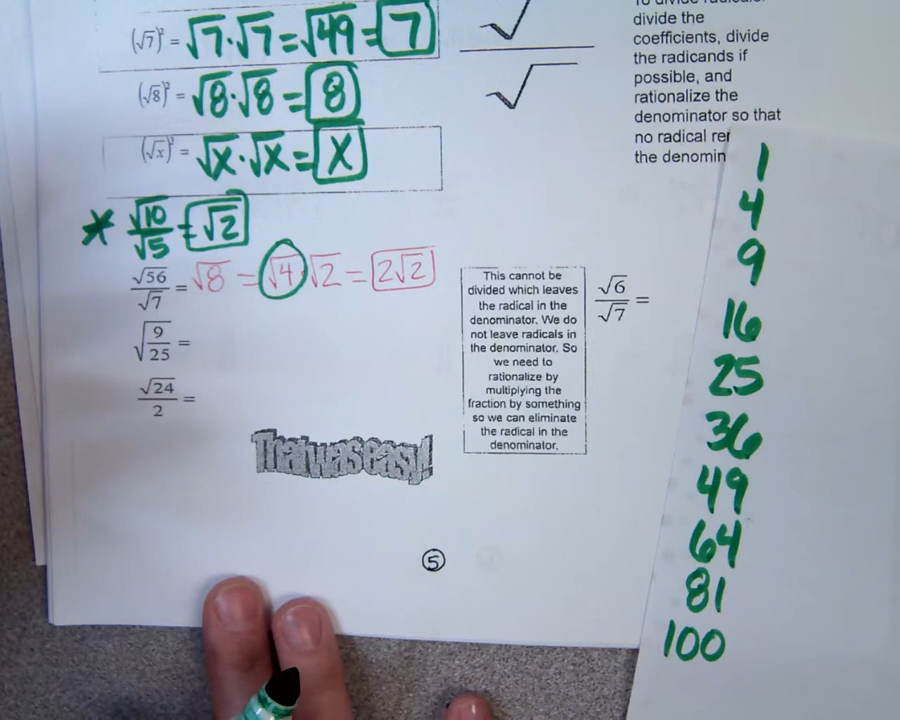 (√7)² = √7·√7=√49=7
(√8)² = √8·√8=8
(√x)² = √x·√x=x
* √10/√5=√2
√56/√7 = √8 = √4·√2 = 2√2
√(9/25) =
√24/2 =
That was easy!
5
√
√
divide the
coefficients, divide
the radicands if
possible, and
rationalize the
denominator so that
no radical
the
This cannot be
divided which leaves
the radical in the
denominator. We do
not leave radicals in
the denominator. So
we need to
rationalize by
multiplying the
fraction by something
so we can eliminate
the radical in the
denominator.
√6/√7 =
1
4
9
16
25
36
49
64
81
100